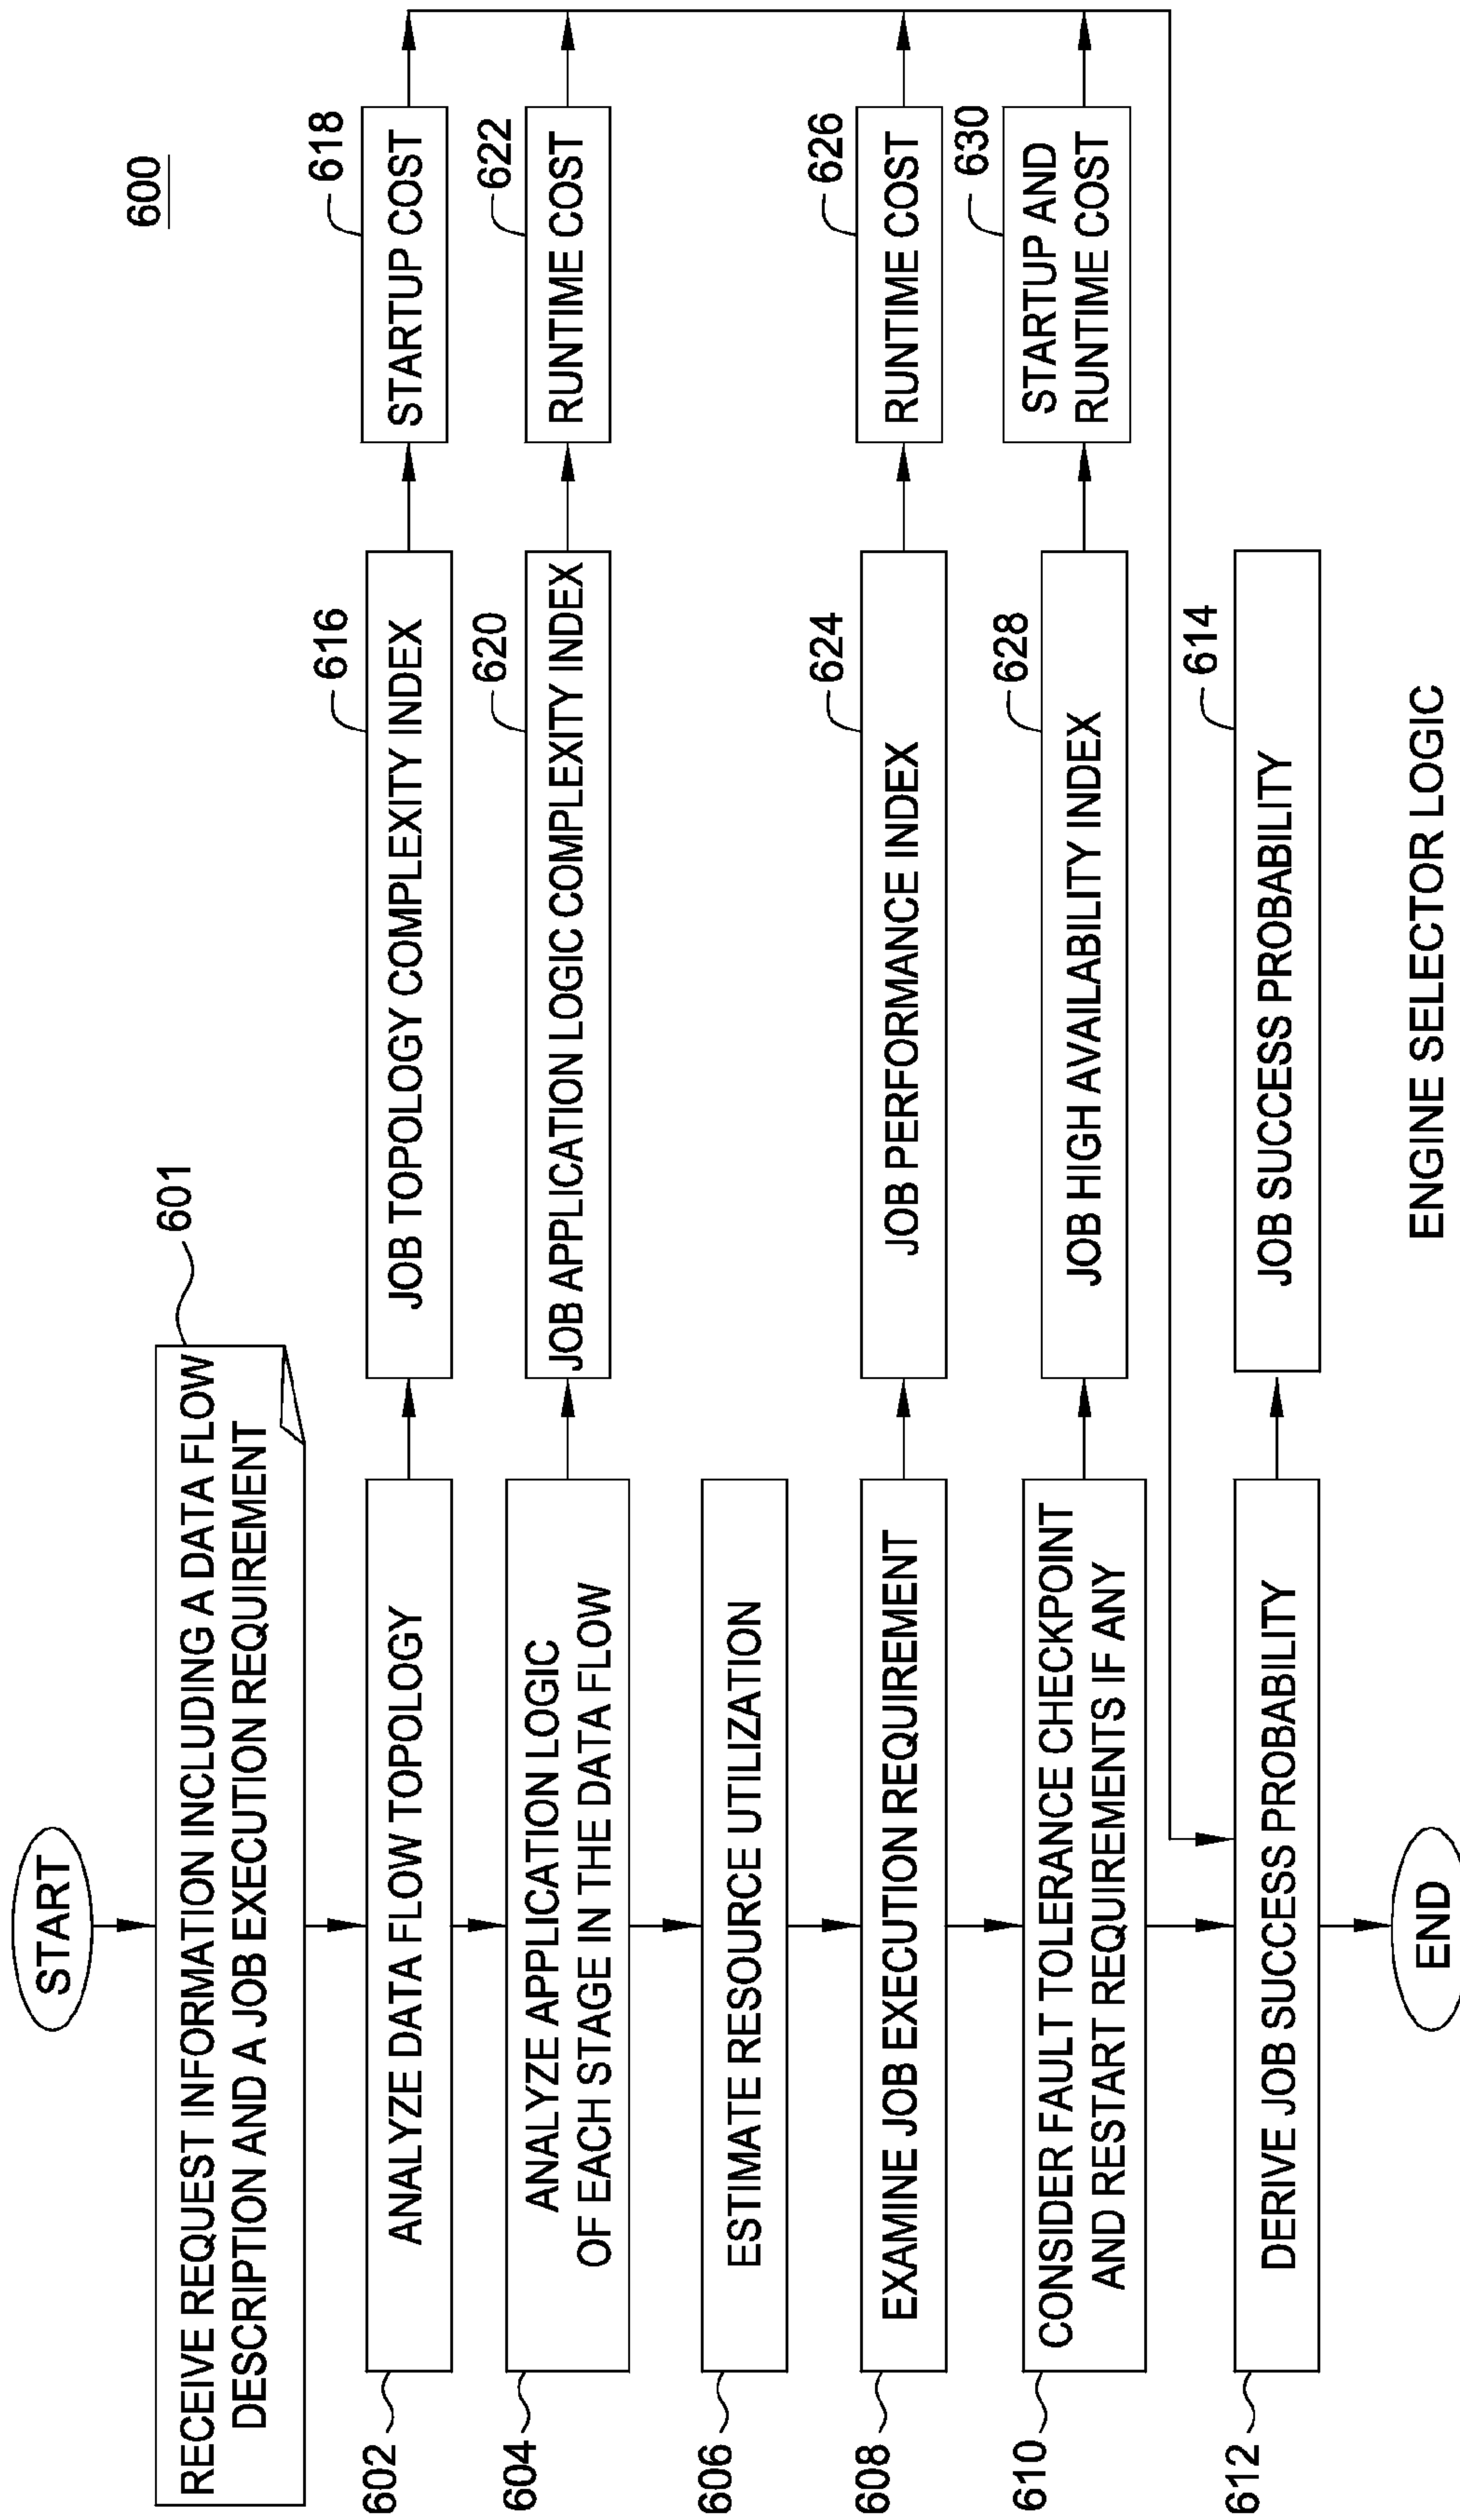 600
START
601
RECEIVE REQUEST INFORMATION INCLUDING A DATA FLOW
DESCRIPTION AND A JOB EXECUTION REQUIREMENT
602
ANALYZE DATA FLOW TOPOLOGY
616
JOB TOPOLOGY COMPLEXITY INDEX
618
STARTUP COST
604
ANALYZE APPLICATION LOGIC
OF EACH STAGE IN THE DATA FLOW
620
JOB APPLICATION LOGIC COMPLEXITY INDEX
622
RUNTIME COST
606
ESTIMATE RESOURCE UTILIZATION
608
EXAMINE JOB EXECUTION REQUIREMENT
624
JOB PERFORMANCE INDEX
626
RUNTIME COST
610
CONSIDER FAULT TOLERANCE CHECKPOINT
AND RESTART REQUIREMENTS IF ANY
628
JOB HIGH AVAILABILITY INDEX
630
STARTUP AND
RUNTIME COST
612
DERIVE JOB SUCCESS PROBABILITY
614
JOB SUCCESS PROBABILITY
END
ENGINE SELECTOR LOGIC